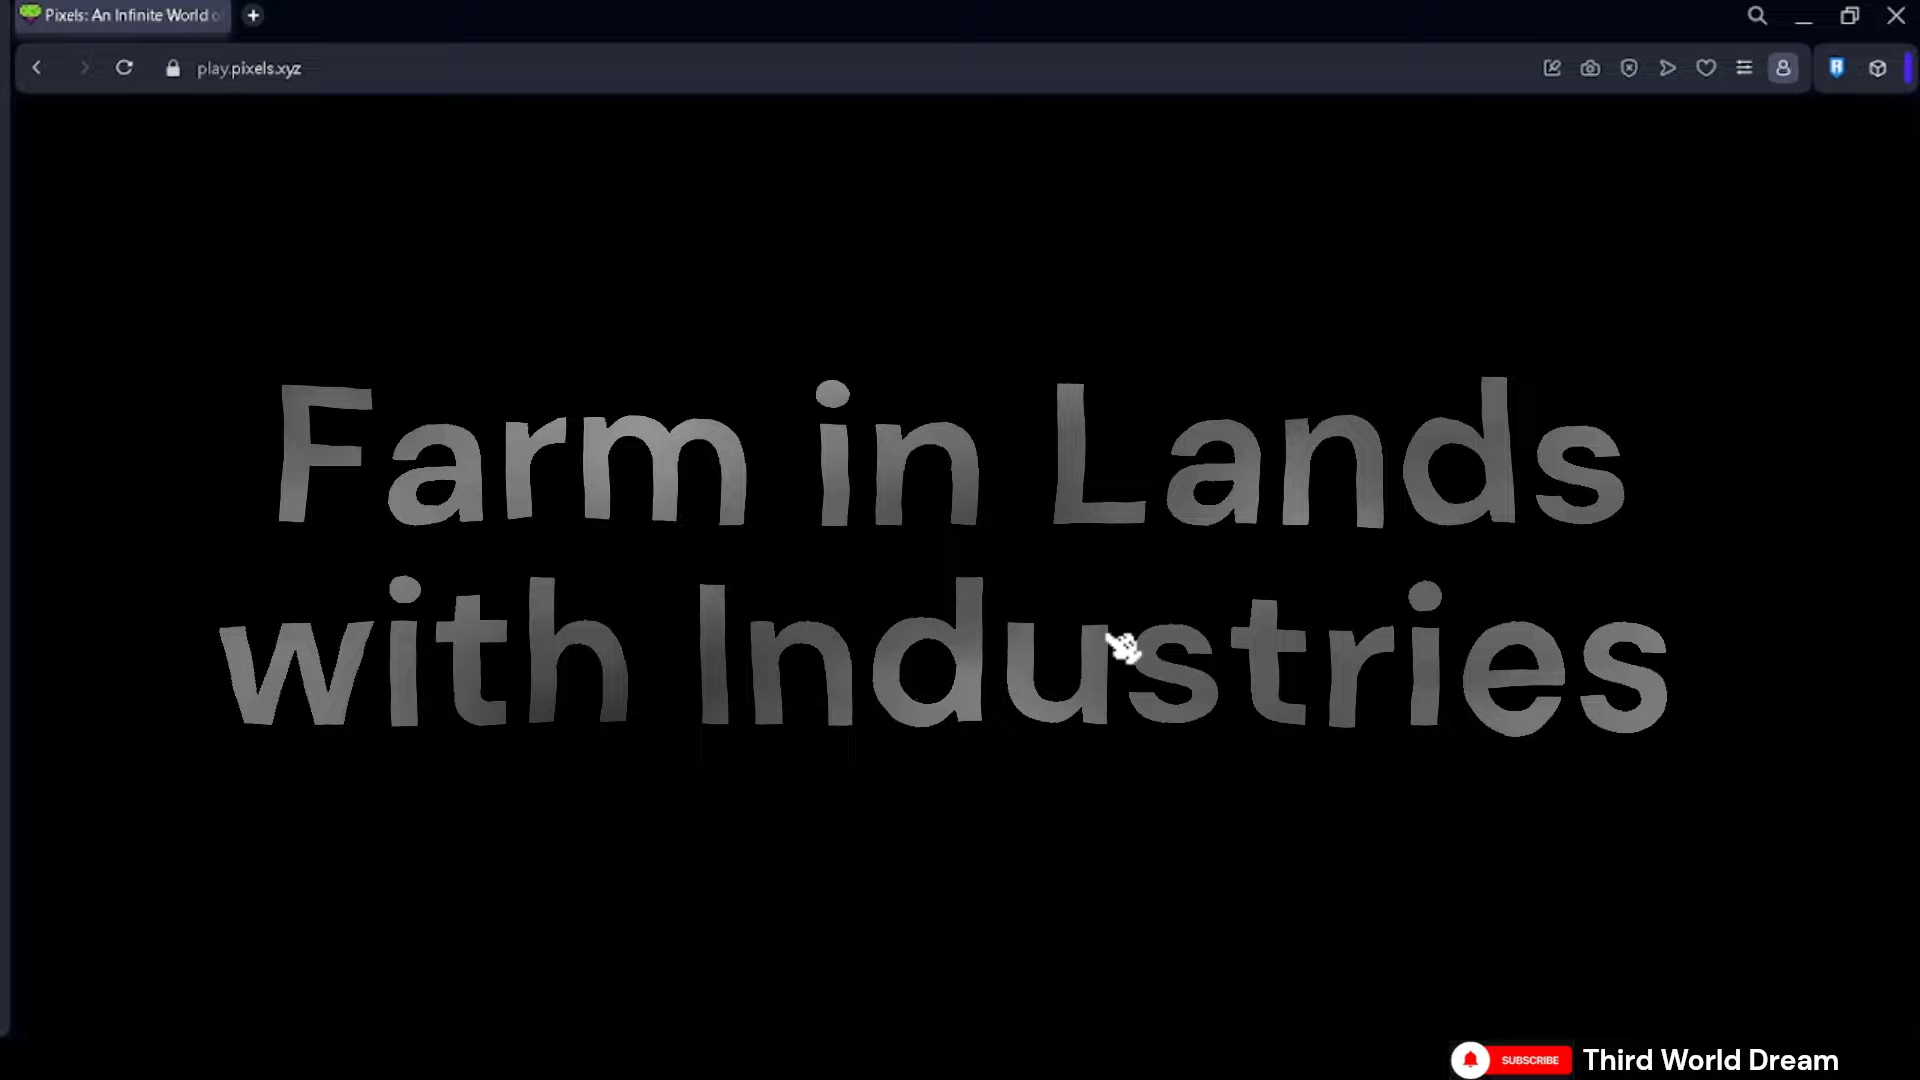 Pixels: An Infinite World o
play.pixels.xyz
Farm in Lands
with Industries
SUBSCRIBE
Third World Dream